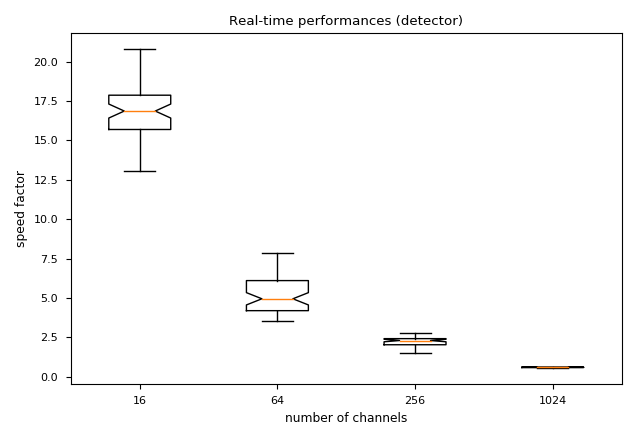 Real-time performances (detector)
20.0
17.5
15.0
12.5
10.0
7.5
5.0
2.5
0.0
speed factor
16 64 256 1024
number of channels